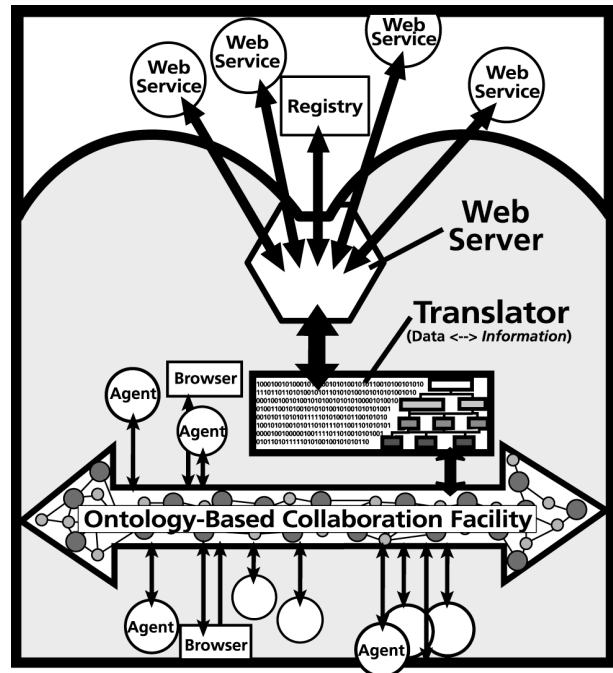 Web
Service
Web
Service
Web
Service
Web
Service
Registry
Web
Server
Translator
(Data <--> Information)
Browser
Agent
Agent
Ontology-Based Collaboration Facility
Agent
Browser
Agent